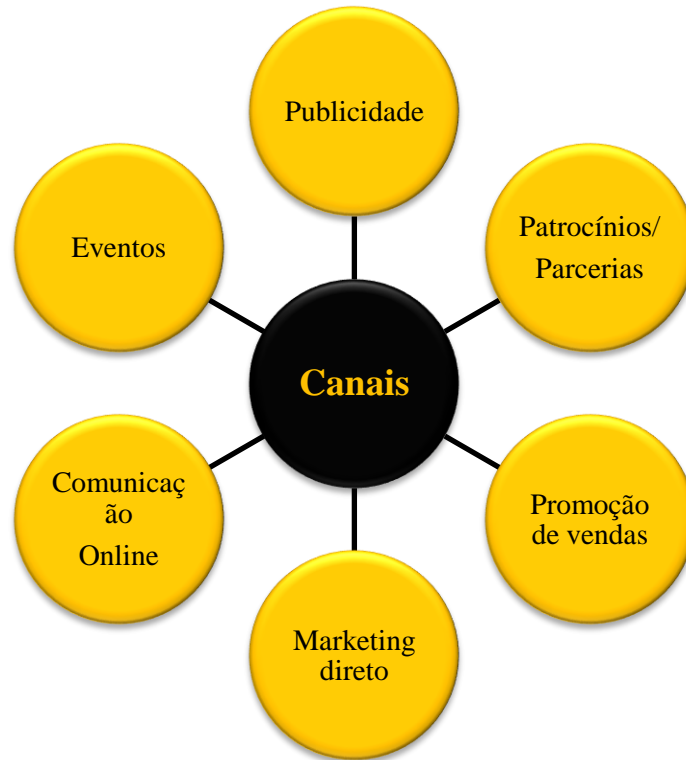 Publicidade
Patrocínios/
Parcerias
Promoção
de vendas
Marketing
direto
Comunicaç
ão
Online
Eventos
Canais